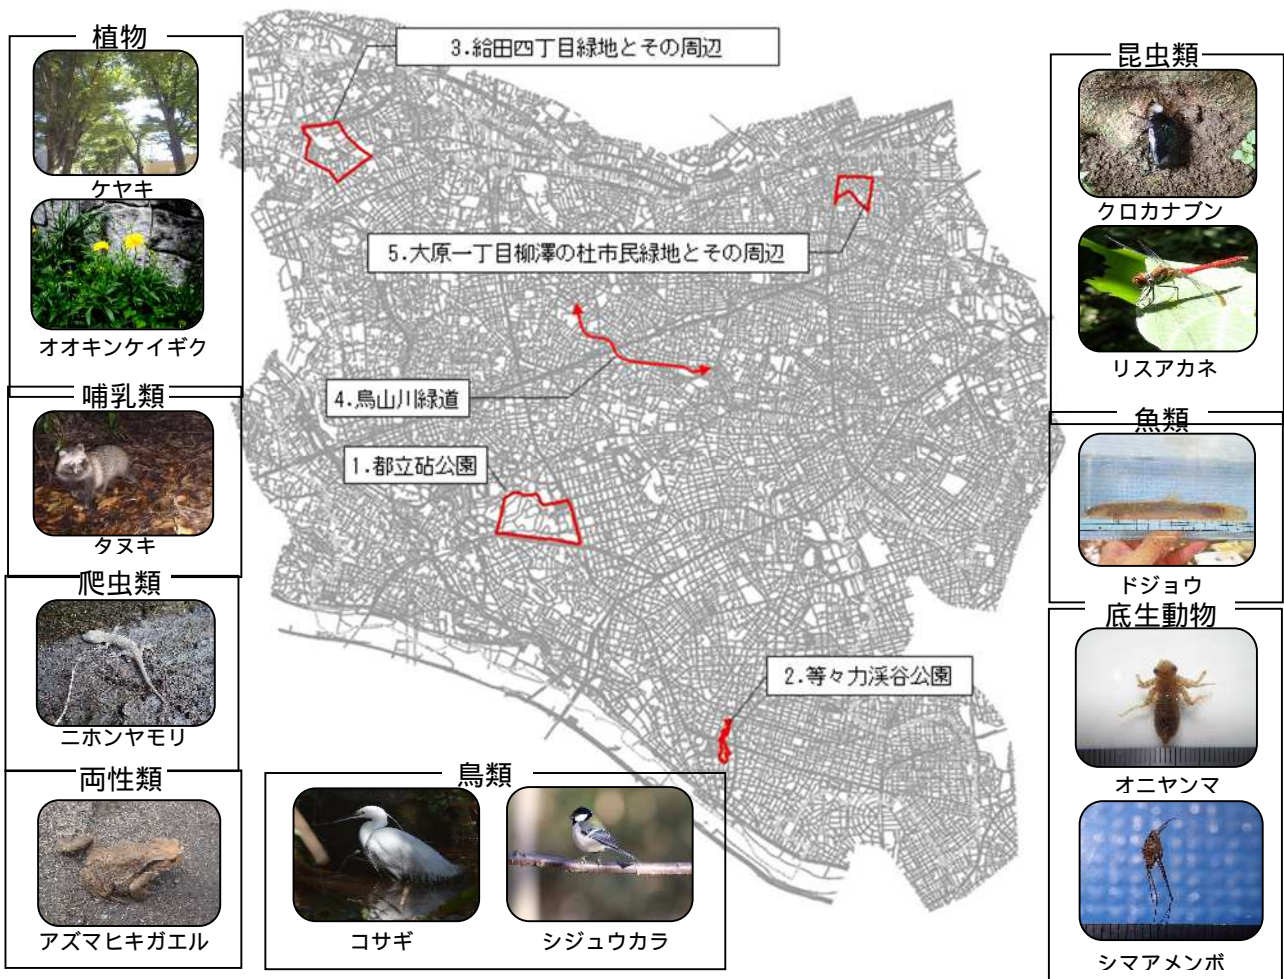 植物
ケヤキ
オオキンケイギク
哺乳類
タヌキ
爬虫類
ニホンヤモリ
両性類
アズマヒキガエル
3.給田四丁目緑地とその周辺
5.大原一丁目柳澤の杜市民緑地とその周辺
4.烏山川緑道
1.都立砧公園
2.等々力渓谷公園
鳥類
コサギ
シジュウカラ
昆虫類
クロカナブン
リスアカネ
魚類
ドジョウ
底生動物
オニヤンマ
シマアメンボ